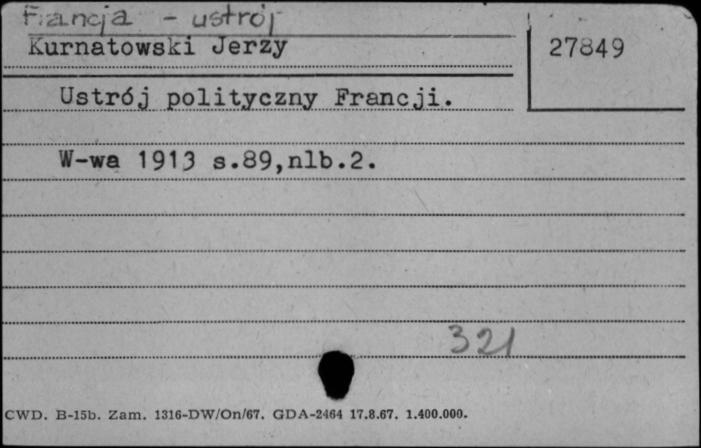 Francja - ustrój
Kurnatowski Jerzy
27849
Ustrój polityczny Francji.
W-wa 1913 s.89,nlb.2.
321
CWD. B-15b. Zam. 1316-DW/On/67. GDA-2464 17.8.67. 1.400.000.